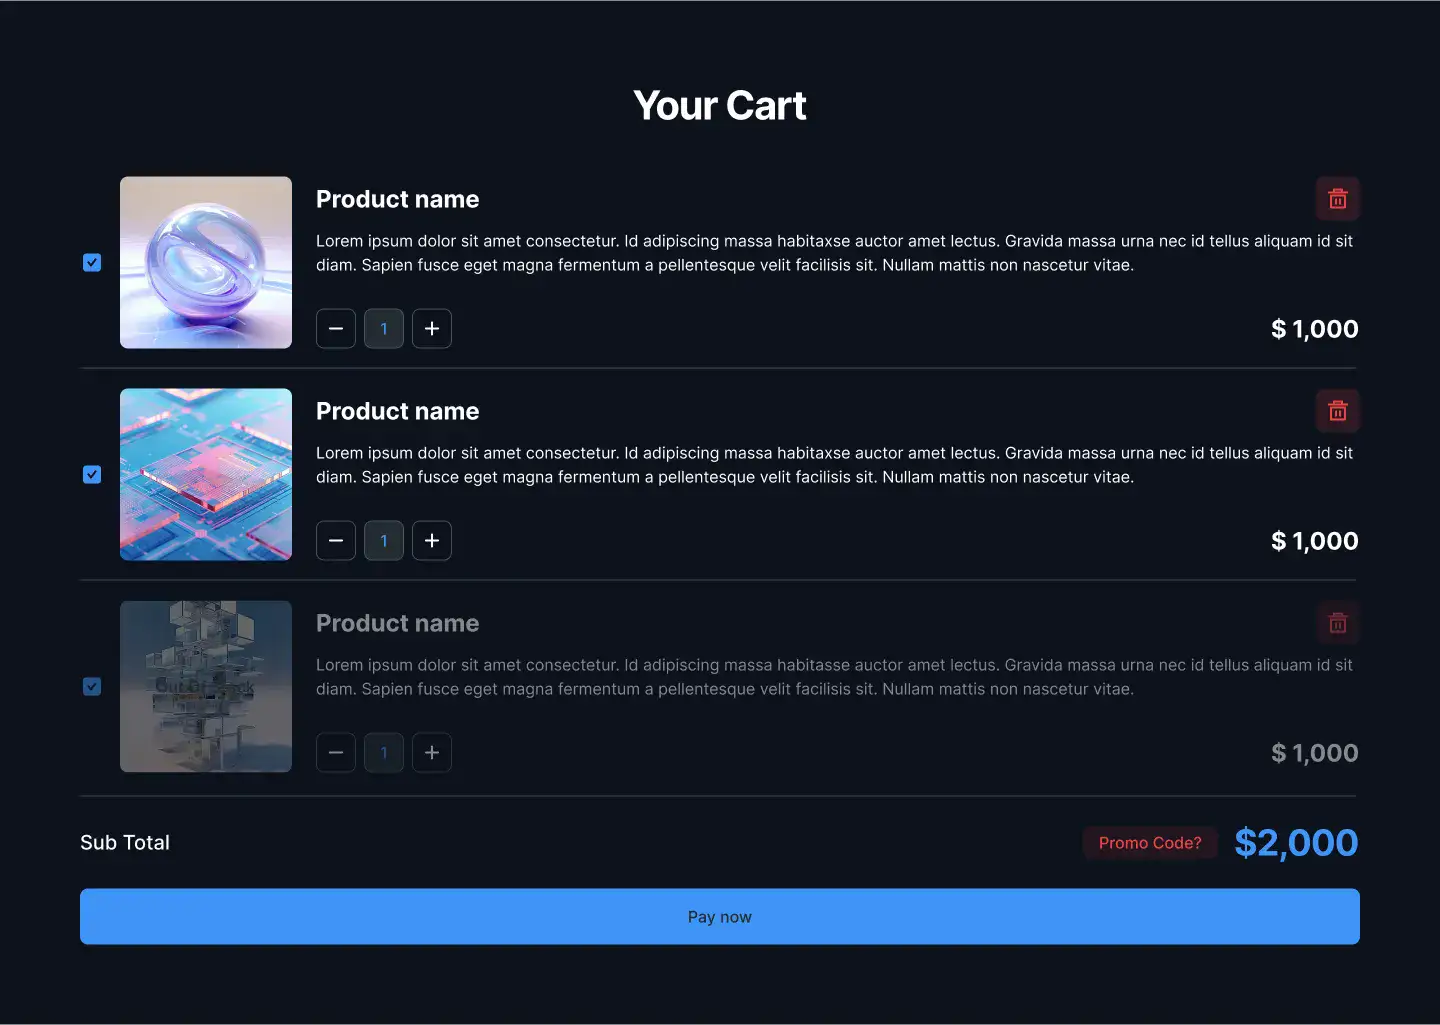 Your Cart
Product name
Lorem ipsum dolor sit amet consectetur. Id adipiscing massa habitaxse auctor amet lectus. Gravida massa urna nec id tellus aliquam id sit
diam. Sapien fusce eget magna fermentum a pellentesque velit facilisis sit. Nullam mattis non nascetur vitae.
1
$ 1,000
Product name
Lorem ipsum dolor sit amet consectetur. Id adipiscing massa habitaxse auctor amet lectus. Gravida massa urna nec id tellus aliquam id sit
diam. Sapien fusce eget magna fermentum a pellentesque velit facilisis sit. Nullam mattis non nascetur vitae.
1
$ 1,000
Product name
Lorem ipsum dolor sit amet consectetur. Id adipiscing massa habitasse auctor amet lectus. Gravida massa urna nec id tellus aliquam id sit
diam. Sapien fusce eget magna fermentum a pellentesque velit facilisis sit. Nullam mattis non nascetur vitae.
1
$ 1,000
Sub Total
Promo Code?
$2,000
Pay now